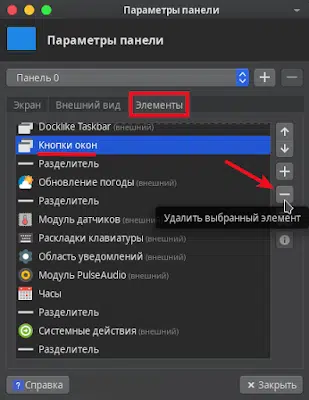 Параметры панели
Параметры панели
Панель 0
Экран Внешний вид Элементы
Docklike Taskbar (внешний)
Кнопки окон
Разделитель
Обновление погоды (внешний)
Разделитель
Модуль датчиков (внешний)
Удалить выбранный элемент
Раскладки клавиатуры (внешний)
Область уведомлений (внешний)
Модуль PulseAudio (внешний)
Часы
Разделитель
Системные действия (внешний)
Разделитель
? Справка
× Закрыть